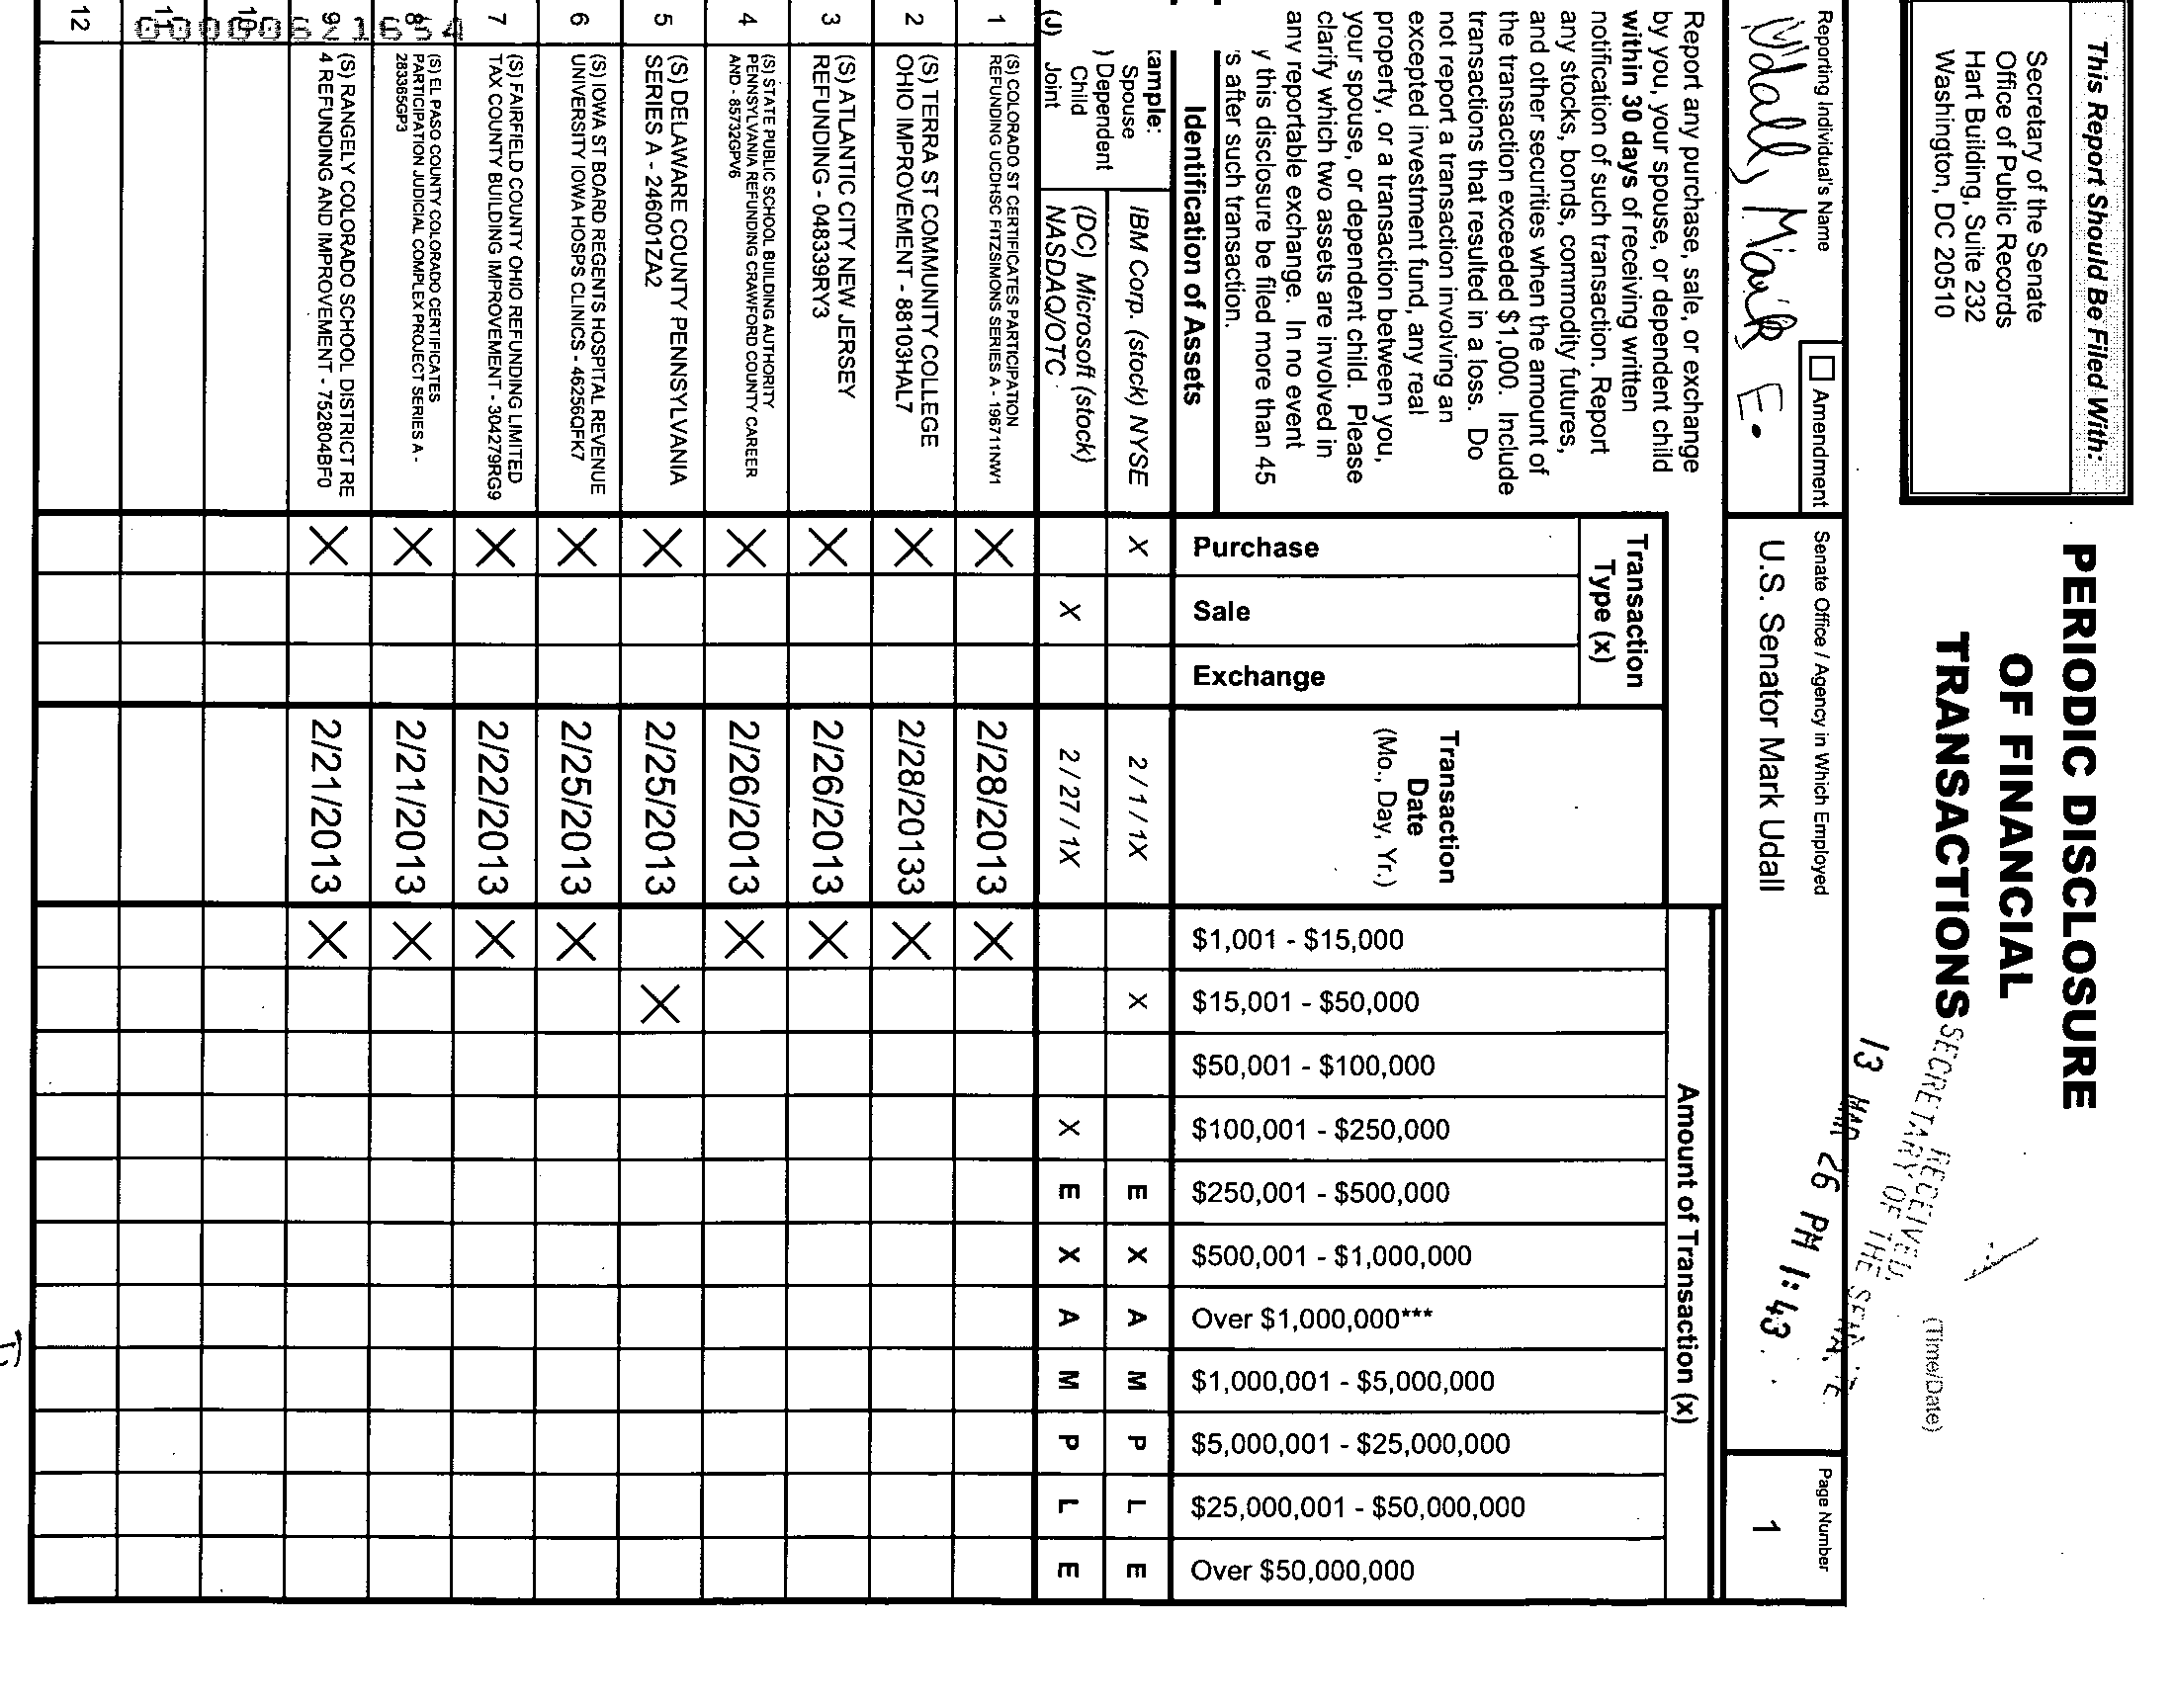 This Report Should Be Filed With:
Secretary of the Senate
Office of Public Records
Hart Building, Suite 232
Washington, DC 20510
PERIODIC DISCLOSURE
OF FINANCIAL
TRANSACTIONS
SECRETARY OF THE SENATE
RECEIVED
13 MAR 26 PM 1:43
(Time/Date)
Reporting Individual's Name
Udall, Mark E.
Amendment
Senate Office / Agency in Which Employed
U.S. Senator Mark Udall
Page Number
1
Report any purchase, sale, or exchange
by you, your spouse, or dependent child
within 30 days of receiving written
notification of such transaction. Report
any stocks, bonds, commodity futures,
and other securities when the amount of
the transaction exceeded $1,000. Include
transactions that resulted in a loss. Do
not report a transaction involving an
excepted investment fund, any real
property, or a transaction between you,
your spouse, or dependent child. Please
clarify which two assets are involved in
any reportable exchange. In no event
y this disclosure be filed more than 45
's after such transaction.
Identification of Assets
Transaction
Type (x)
Purchase
Sale
Exchange
Transaction
Date
(Mo., Day, Yr.)
Amount of Transaction (x)
$1,001 - $15,000
$15,001 - $50,000
$50,001 - $100,000
$100,001 - $250,000
$250,001 - $500,000
$500,001 - $1,000,000
Over $1,000,000***
$1,000,001 - $5,000,000
$5,000,001 - $25,000,000
$25,000,001 - $50,000,000
Over $50,000,000
ample:
Spouse
) Dependent
Child
(J) Joint
IBM Corp. (stock) NYSE X 2 / 1 / 1X X E X A M P L E
(DC) Microsoft (stock)
NASDAQ/OTC X 2 / 27 / 1X X E X A M P L E
1 (S) COLORADO ST CERTIFICATES PARTICIPATION
REFUNDING UCDHSC FITZSIMONS SERIES A - 196711NW1 X 2/28/2013 X
2 (S) TERRA ST COMMUNITY COLLEGE
OHIO IMPROVEMENT - 88103HAL7 X 2/28/20133 X
3 (S) ATLANTIC CITY NEW JERSEY
REFUNDING - 048339RY3 X 2/26/2013 X
4 (S) STATE PUBLIC SCHOOL BUILDING AUTHORITY
PENNSYLVANIA REFUNDING CRAWFORD COUNTY CAREER
AND - 85732GPV6 X 2/26/2013 X
5 (S) DELAWARE COUNTY PENNSYLVANIA
SERIES A - 246001ZA2 X 2/25/2013 X
6 (S) IOWA ST BOARD REGENTS HOSPITAL REVENUE
UNIVERSITY IOWA HOSPS CLINICS - 46256QFK7 X 2/25/2013 X
7 (S) FAIRFIELD COUNTY OHIO REFUNDING LIMITED
TAX COUNTY BUILDING IMPROVEMENT - 304279RG9 X 2/22/2013 X
8 (S) EL PASO COUNTY COLORADO CERTIFICATES
PARTICIPATION JUDICIAL COMPLEX PROJECT SERIES A -
283365GP3 X 2/21/2013 X
9 (S) RANGELY COLORADO SCHOOL DISTRICT RE
4 REFUNDING AND IMPROVEMENT - 752804BF0 X 2/21/2013 X
12